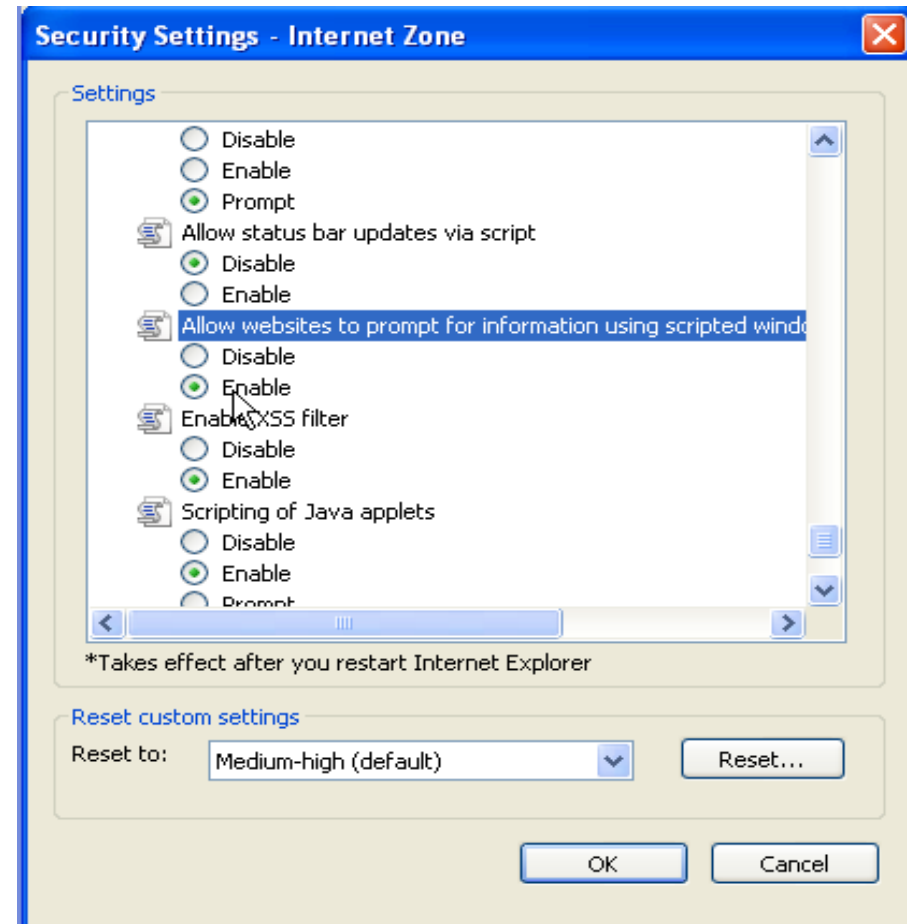 Security Settings - Internet Zone
Settings
Disable
Enable
Prompt
Allow status bar updates via script
Disable
Enable
Allow websites to prompt for information using scripted windo
Disable
Enable
Enable XSS filter
Disable
Enable
Scripting of Java applets
Disable
Enable
Prompt
*Takes effect after you restart Internet Explorer
Reset custom settings
Reset to: Medium-high (default) Reset...
OK Cancel